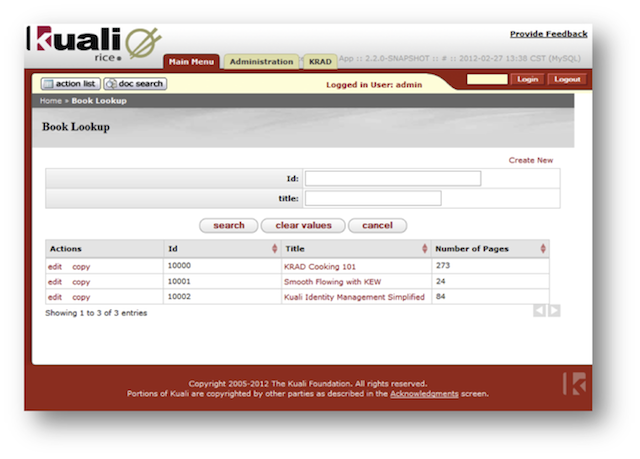 Kuali
rice
Provide Feedback
Main Menu Administration KRAD App :: 2.2.0-SNAPSHOT :: # :: 2012-02-27 13:38 CST (MySQL)
action list doc search Logged in User: admin Login Logout
Home » Book Lookup
Book Lookup
Create New
Id:
title:
search clear values cancel
Actions Id Title Number of Pages
edit copy 10000 KRAD Cooking 101 273
edit copy 10001 Smooth Flowing with KEW 24
edit copy 10002 Kuali Identity Management Simplified 84
Showing 1 to 3 of 3 entries
Copyright 2005-2012 The Kuali Foundation. All rights reserved.
Portions of Kuali are copyrighted by other parties as described in the Acknowledgments screen.